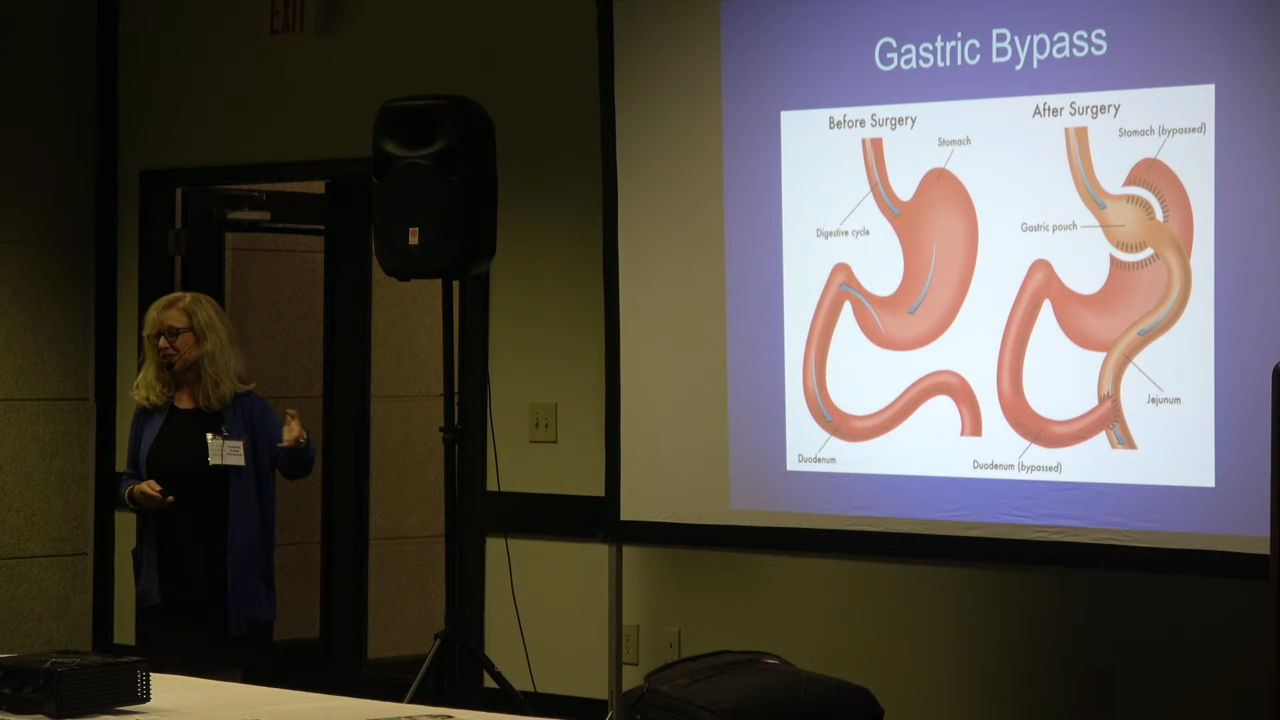 EXIT
Gastric Bypass
Before Surgery
After Surgery
Stomach
Stomach (bypassed)
Digestive cycle
Gastric pouch
Jejunum
Duodenum
Duodenum (bypassed)